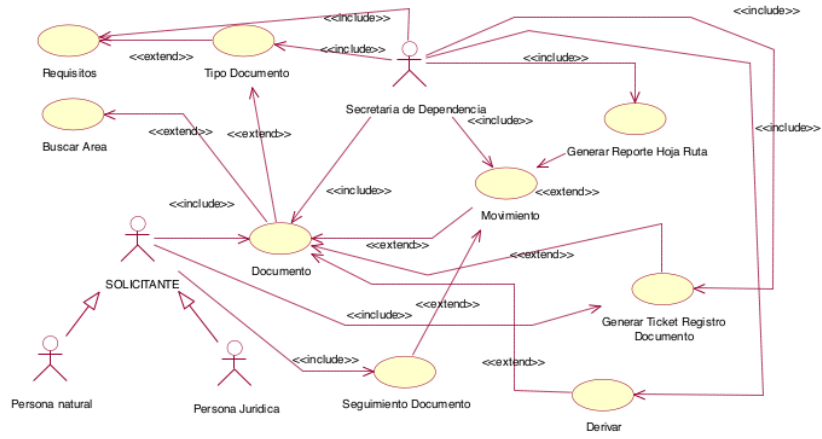 <<include>>
<<include>>
<<extend>>
<<include>>
<<include>>
Requisitos
Tipo Documento
Secretaria de Dependencia
<<extend>>
<<extend>>
<<include>>
<<include>>
Buscar Area
Generar Reporte Hoja Ruta
<<include>>
<<extend>>
<<include>>
Movimiento
<<extend>>
<<extend>>
Documento
SOLICITANTE
<<extend>>
<<include>>
Generar Ticket Registro
Documento
<<include>>
<<extend>>
Persona natural
Persona Juridica
Seguimiento Documento
Derivar